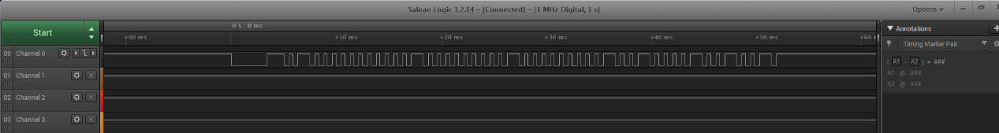 Saleae Logic 1.2.14 - [Connected] - [1 MHz Digital, 1 s]
Options
Start
0 s : 0 ms
+90 ms +10 ms +20 ms +30 ms +40 ms +50 ms +60 m
Annotations
00 Channel 0
Timing Marker Pair
| A1 - A2 | = ###
A1 @ ###
A2 @ ###
01 Channel 1
02 Channel 2
03 Channel 3